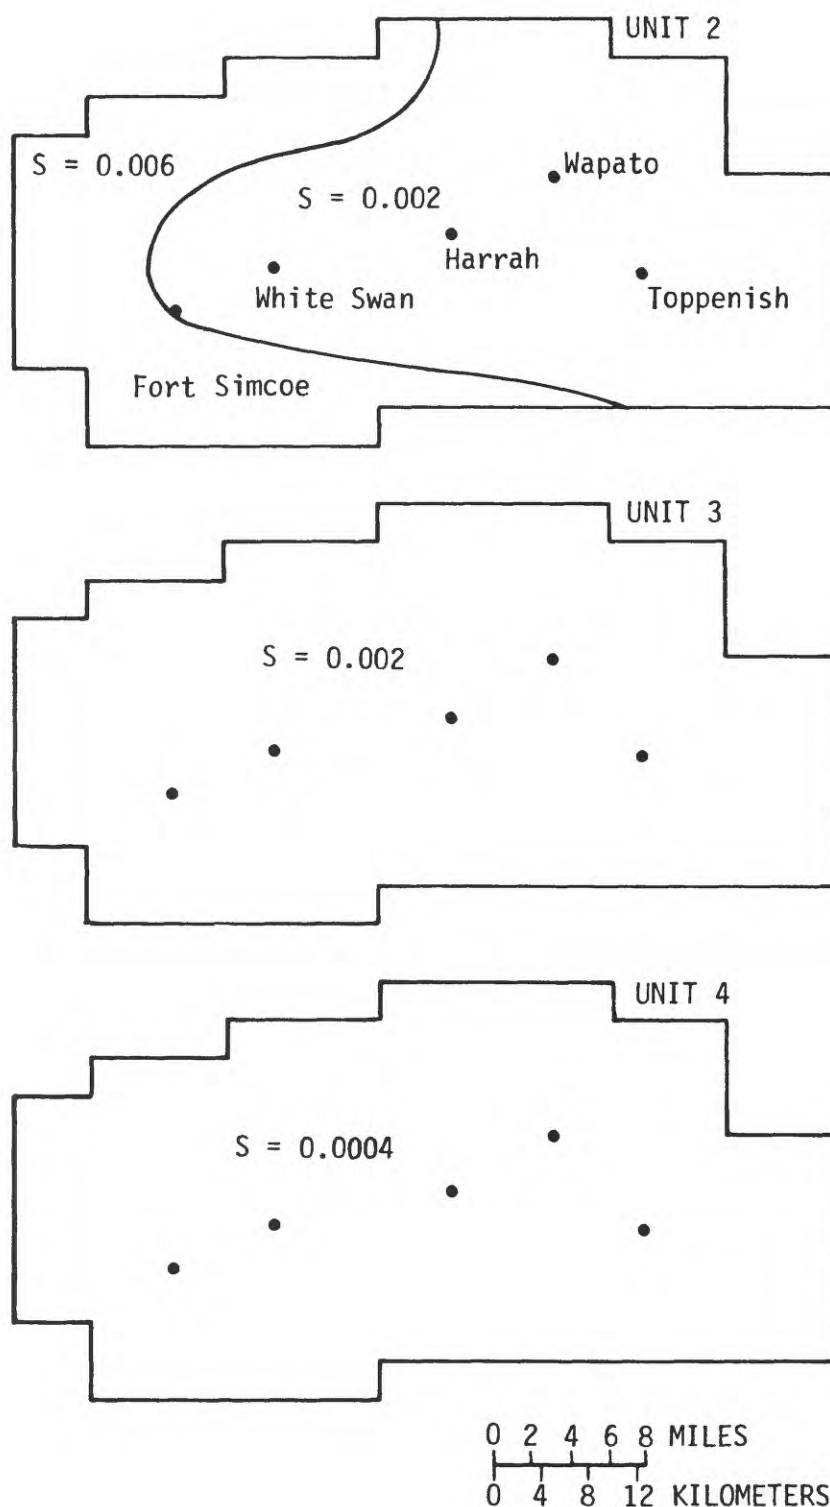 UNIT 2
S = 0.006
Wapato
S = 0.002
Harrah
White Swan
Toppenish
Fort Simcoe
UNIT 3
S = 0.002
UNIT 4
S = 0.0004
0 2 4 6 8 MILES
0 4 8 12 KILOMETERS